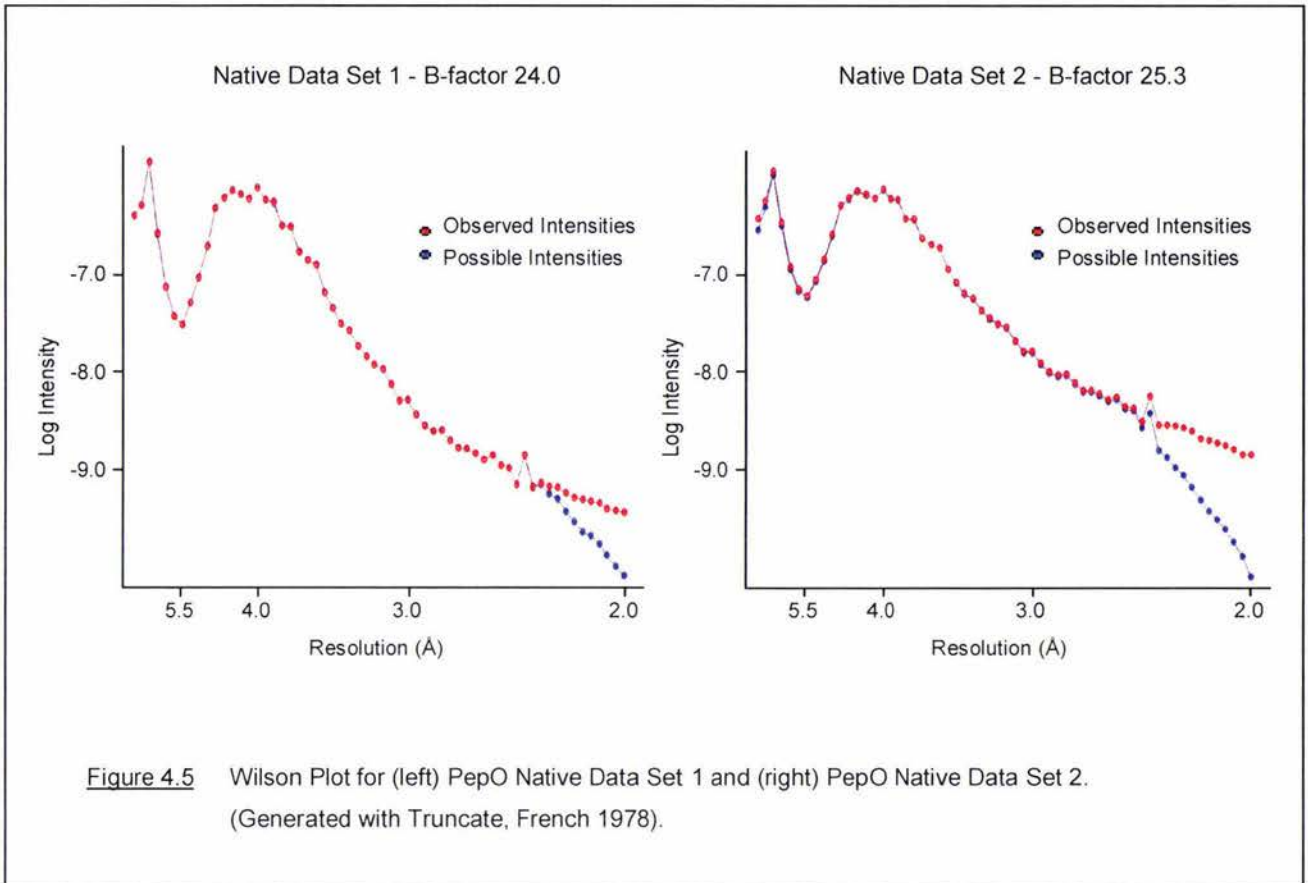 Native Data Set 1 - B-factor 24.0
Observed Intensities
Possible Intensities
-7.0
-8.0
-9.0
Log Intensity
5.5
4.0
3.0
2.0
Resolution (Å)
Native Data Set 2 - B-factor 25.3
Observed Intensities
Possible Intensities
-7.0
-8.0
-9.0
Log Intensity
5.5
4.0
3.0
2.0
Resolution (Å)
Figure 4.5 Wilson Plot for (left) PepO Native Data Set 1 and (right) PepO Native Data Set 2.
(Generated with Truncate, French 1978).